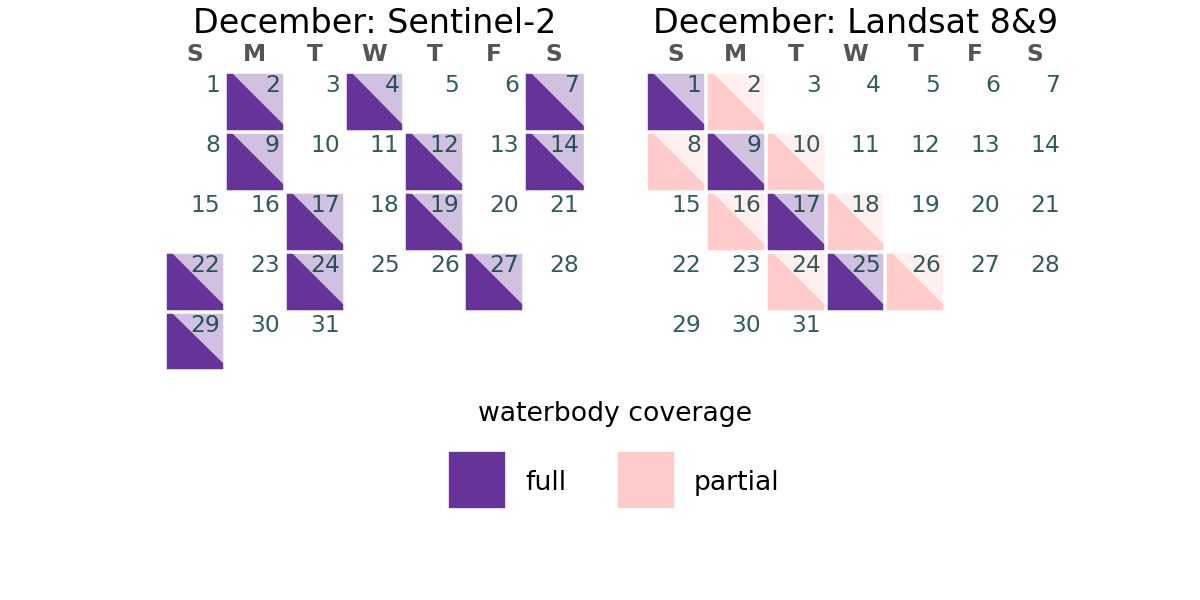 December: Sentinel-2
S M T W T F S
1 2 3 4 5 6 7
8 9 10 11 12 13 14
15 16 17 18 19 20 21
22 23 24 25 26 27 28
29 30 31
December: Landsat 8&9
S M T W T F S
1 2 3 4 5 6 7
8 9 10 11 12 13 14
15 16 17 18 19 20 21
22 23 24 25 26 27 28
29 30 31
waterbody coverage
full
partial